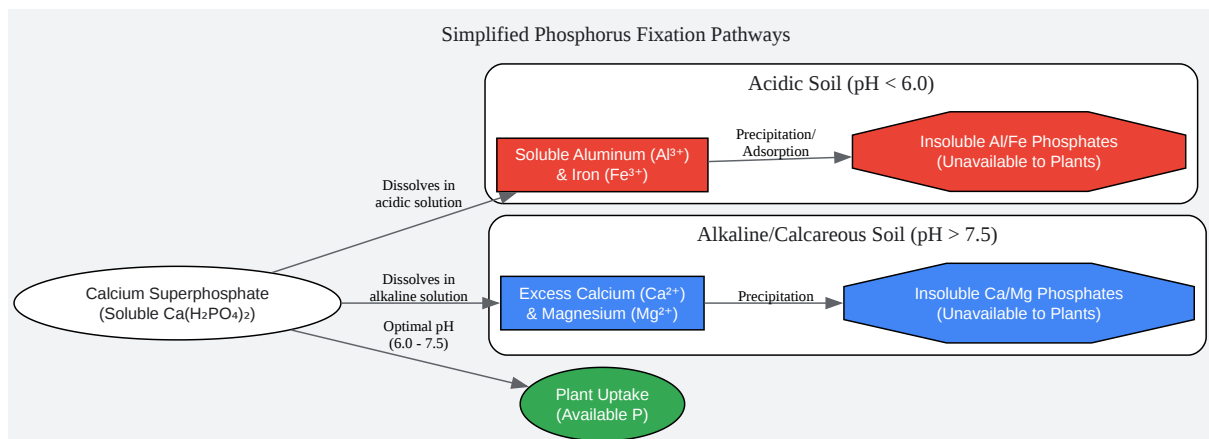 Simplified Phosphorus Fixation Pathways
Acidic Soil (pH < 6.0)
Soluble Aluminum (Al³⁺)
& Iron (Fe³⁺)
Precipitation/
Adsorption
Insoluble Al/Fe Phosphates
(Unavailable to Plants)
Dissolves in
acidic solution
Alkaline/Calcareous Soil (pH > 7.5)
Calcium Superphosphate
(Soluble Ca(H₂PO₄)₂)
Dissolves in
alkaline solution
Excess Calcium (Ca²⁺)
& Magnesium (Mg²⁺)
Precipitation
Insoluble Ca/Mg Phosphates
(Unavailable to Plants)
Optimal pH
(6.0 - 7.5)
Plant Uptake
(Available P)